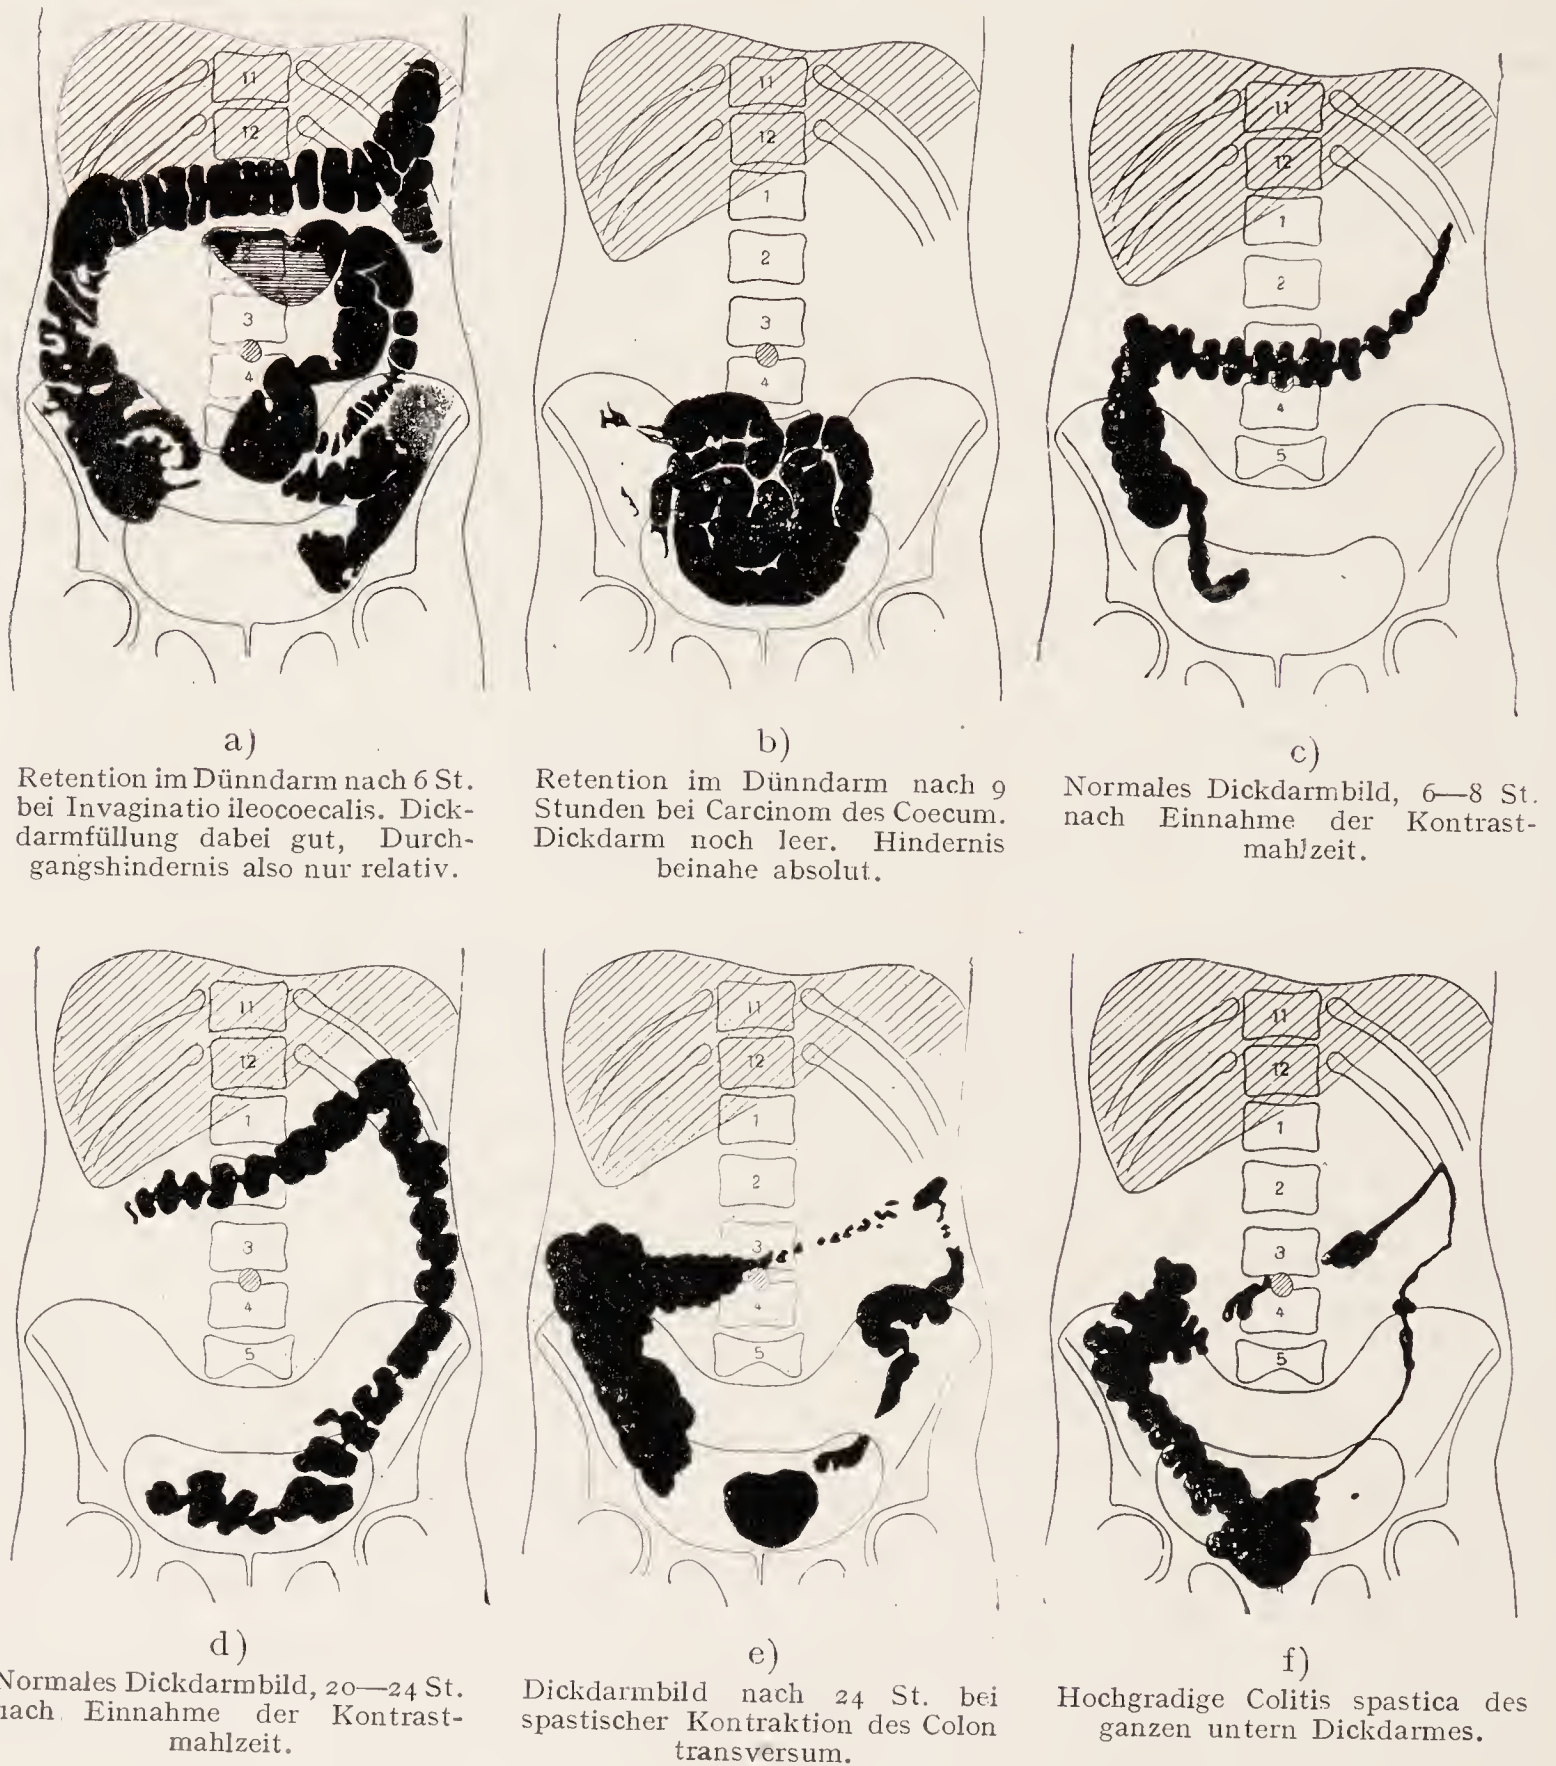 11
12
3
4
a)
Retention im Dünndarm nach 6 St.
bei Invaginatio ileocoecalis. Dick-
darmfüllung dabei gut, Durch-
gangshindernis also nur relativ.
11
12
1
2
3
4
b)
Retention im Dünndarm nach 9
Stunden bei Carcinom des Coecum.
Dickdarm noch leer. Hindernis
beinahe absolut.
11
12
1
2
4
5
c)
Normales Dickdarmbild, 6—8 St.
nach Einnahme der Kontrast-
mahlzeit.
11
12
1
3
4
5
d)
Normales Dickdarmbild, 20—24 St.
nach Einnahme der Kontrast-
mahlzeit.
11
12
1
2
3
4
5
e)
Dickdarmbild nach 24 St. bei
spastischer Kontraktion des Colon
transversum.
11
12
1
2
3
4
5
f)
Hochgradige Colitis spastica des
ganzen untern Dickdarmes.